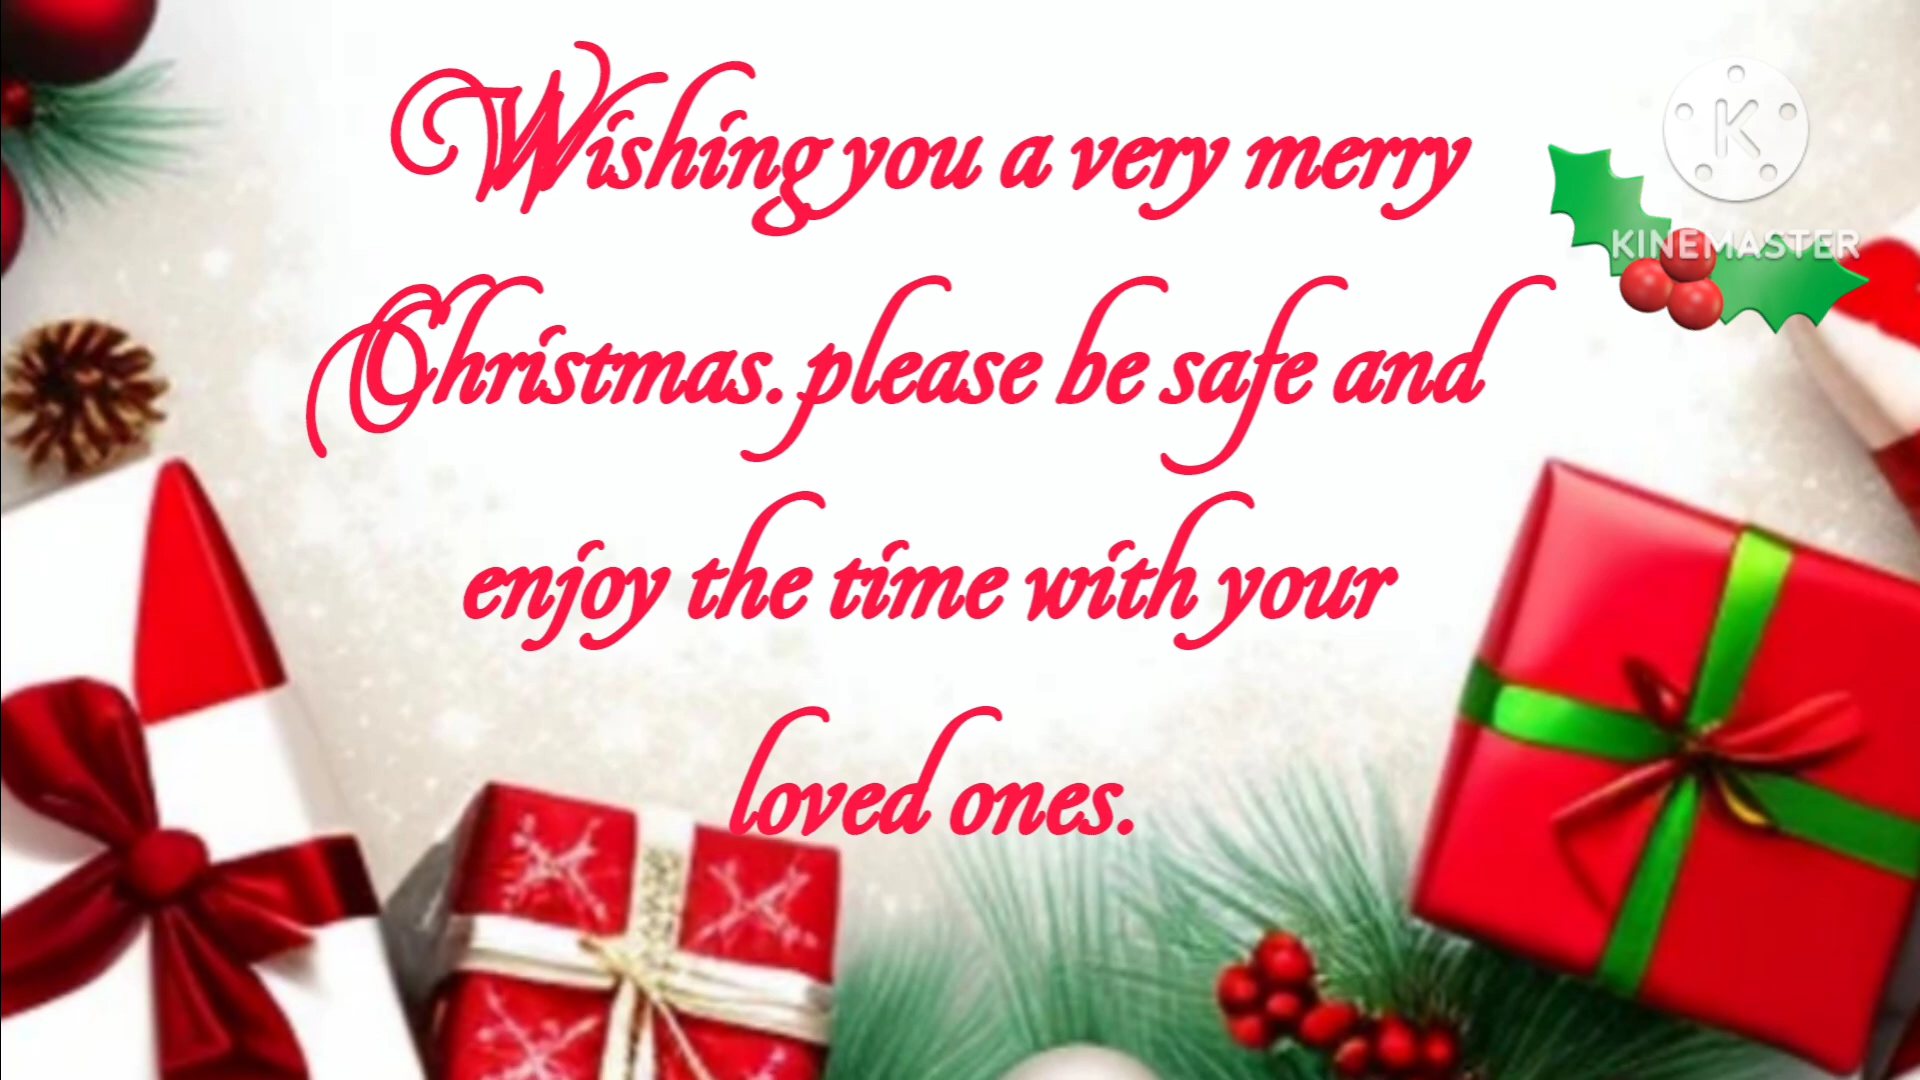 Wishing you a very merry
Christmas.please be safe and
enjoy the time with your
loved ones.
K
KINEMASTER